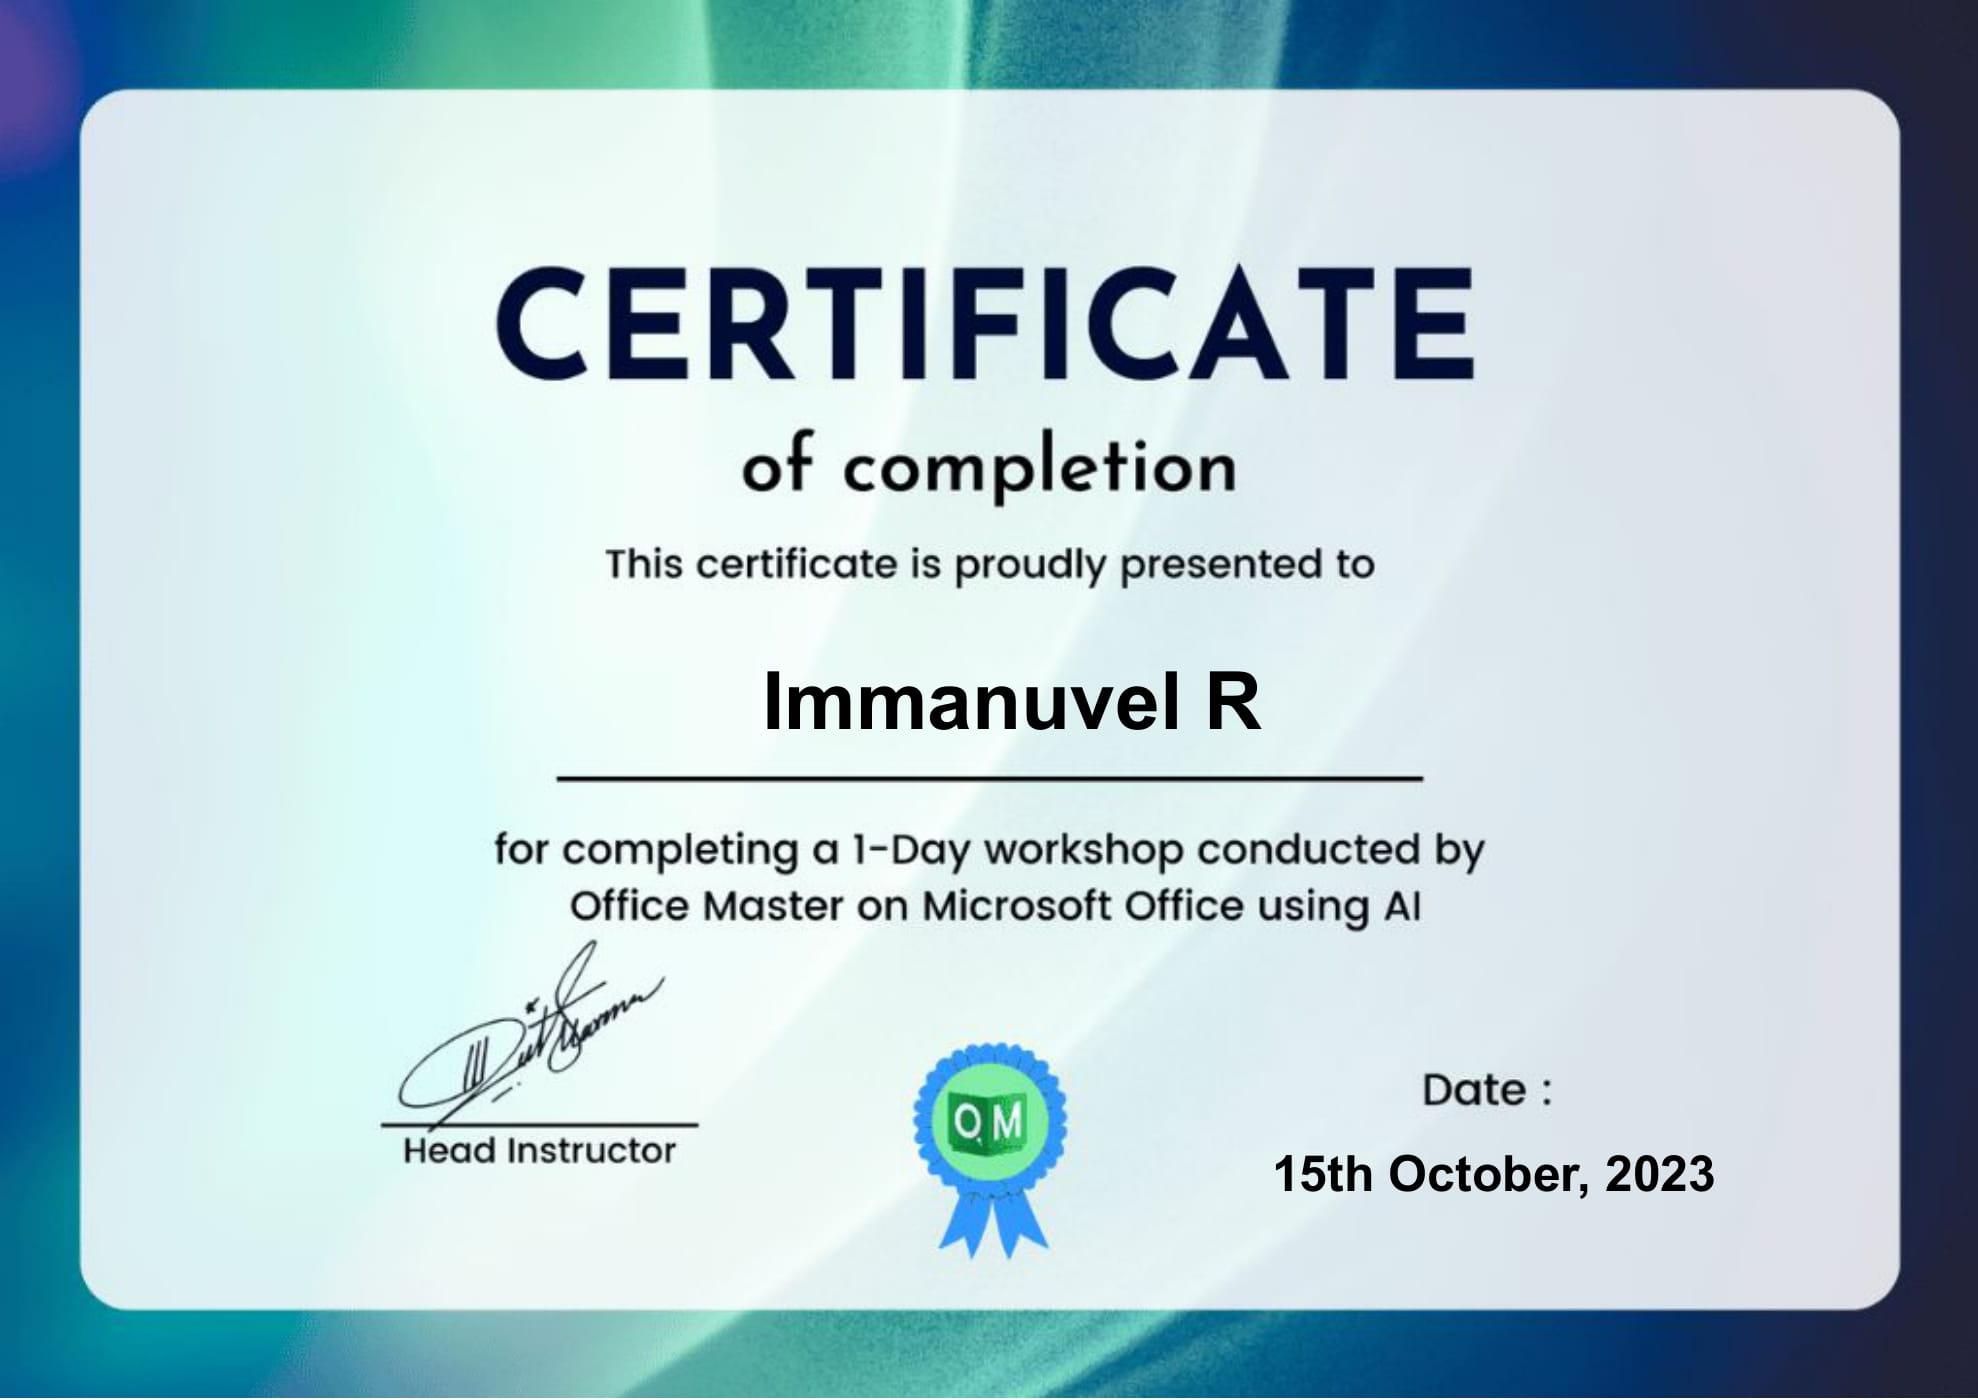 CERTIFICATE
of completion
This certificate is proudly presented to
Immanuvel R
for completing a 1-Day workshop conducted by
Office Master on Microsoft Office using AI
Head Instructor
OM
Date :
15th October, 2023